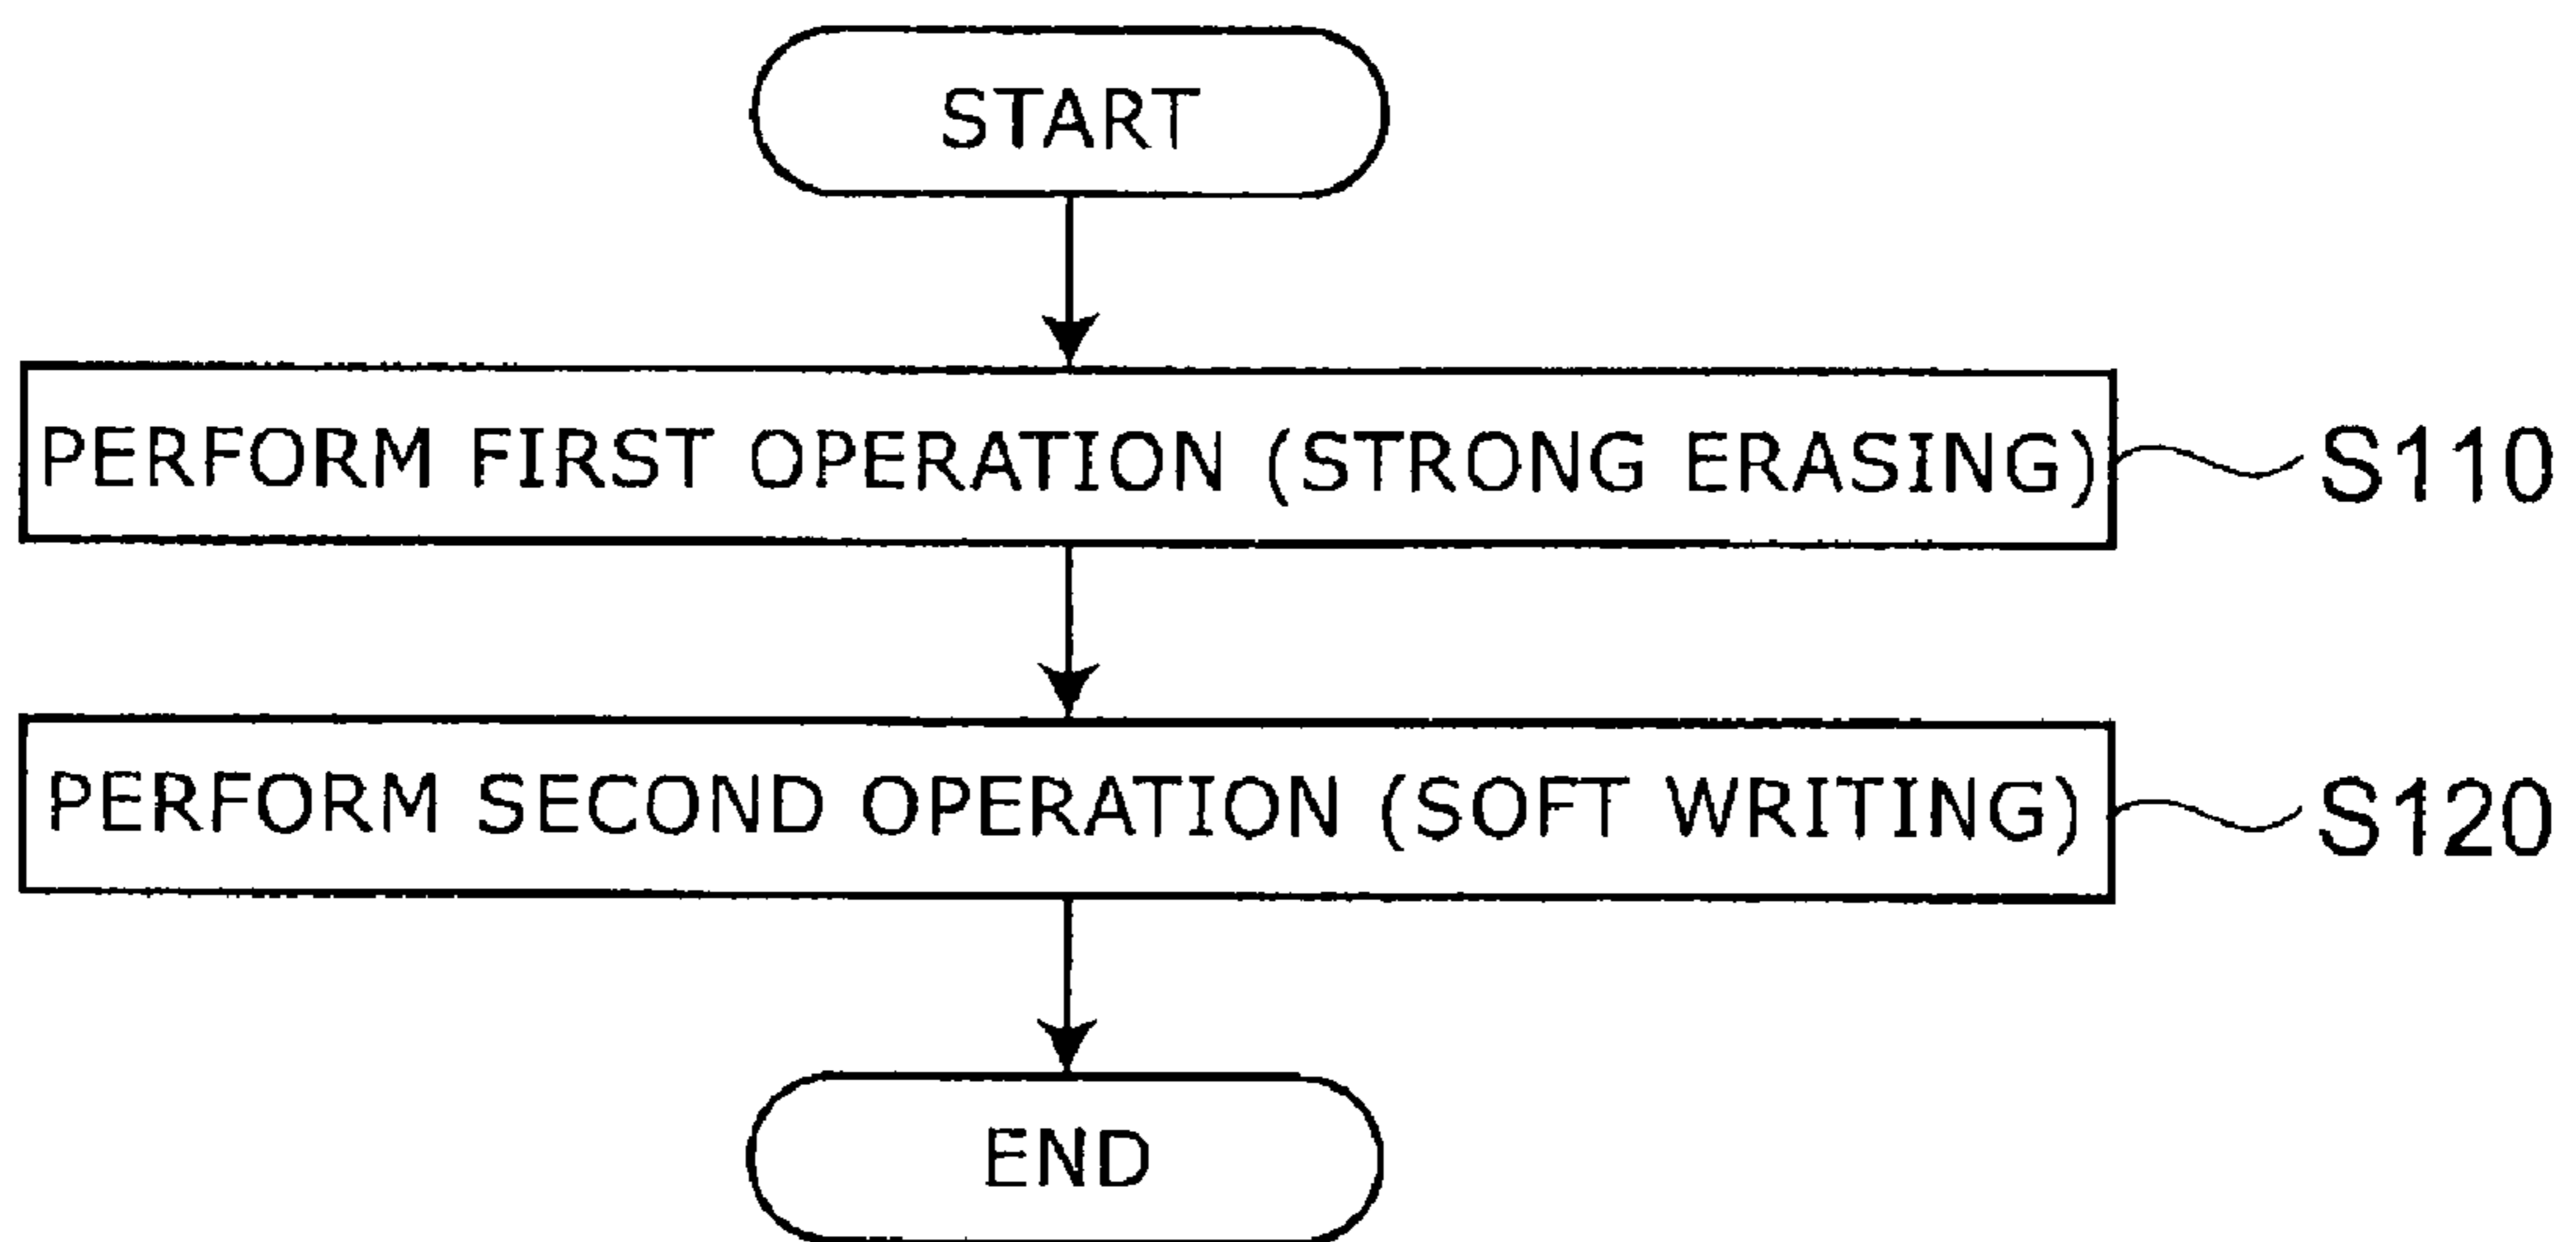 START
PERFORM FIRST OPERATION (STRONG ERASING)
S110
PERFORM SECOND OPERATION (SOFT WRITING)
S120
END